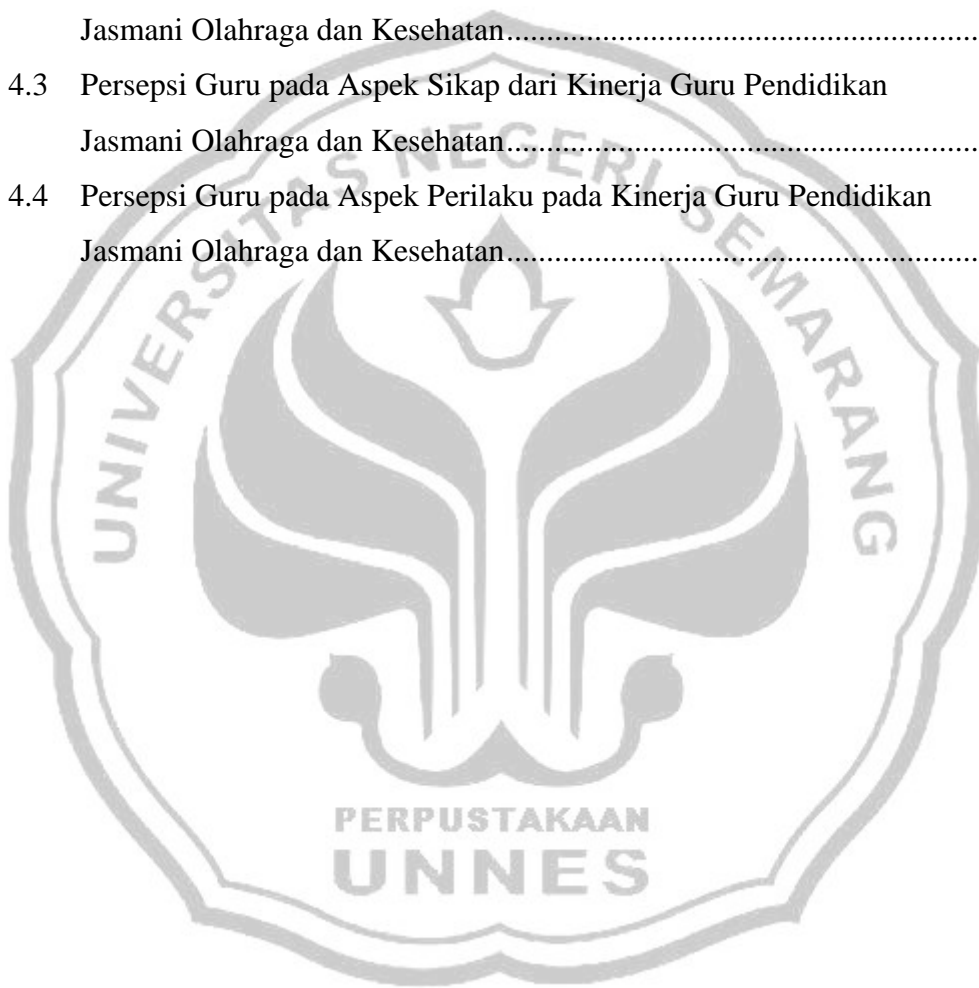 Jasmani Olahraga dan Kesehatan..........................................................
4.3 Persepsi Guru pada Aspek Sikap dari Kinerja Guru Pendidikan
Jasmani Olahraga dan Kesehatan..........................................................
4.4 Persepsi Guru pada Aspek Perilaku pada Kinerja Guru Pendidikan
Jasmani Olahraga dan Kesehatan..........................................................
UNIVERSITAS NEGERI SEMARANG
PERPUSTAKAAN
UNNES